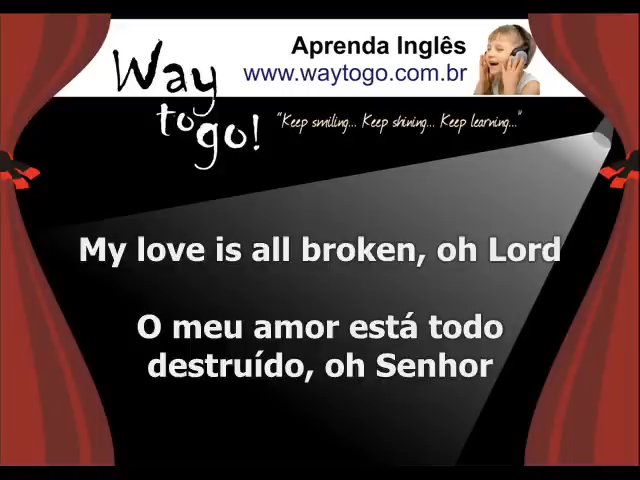 Way
to go!
Aprenda Inglês
www.waytogo.com.br
"Keep smiling... Keep shining... Keep learning..."
My love is all broken, oh Lord
O meu amor está todo
destruído, oh Senhor